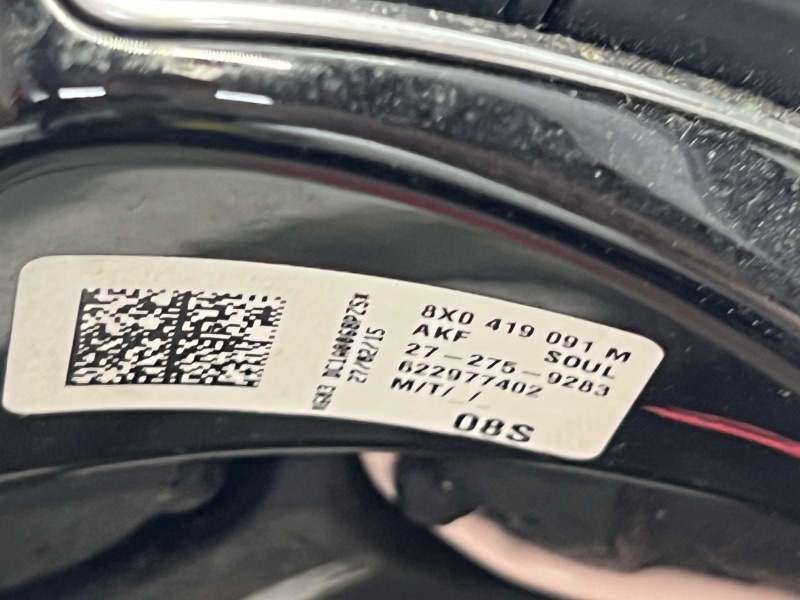 8X0 419 091 M
AKF SOUL
27-275-9283
622977402
M/T/_/
08S
27/02/15